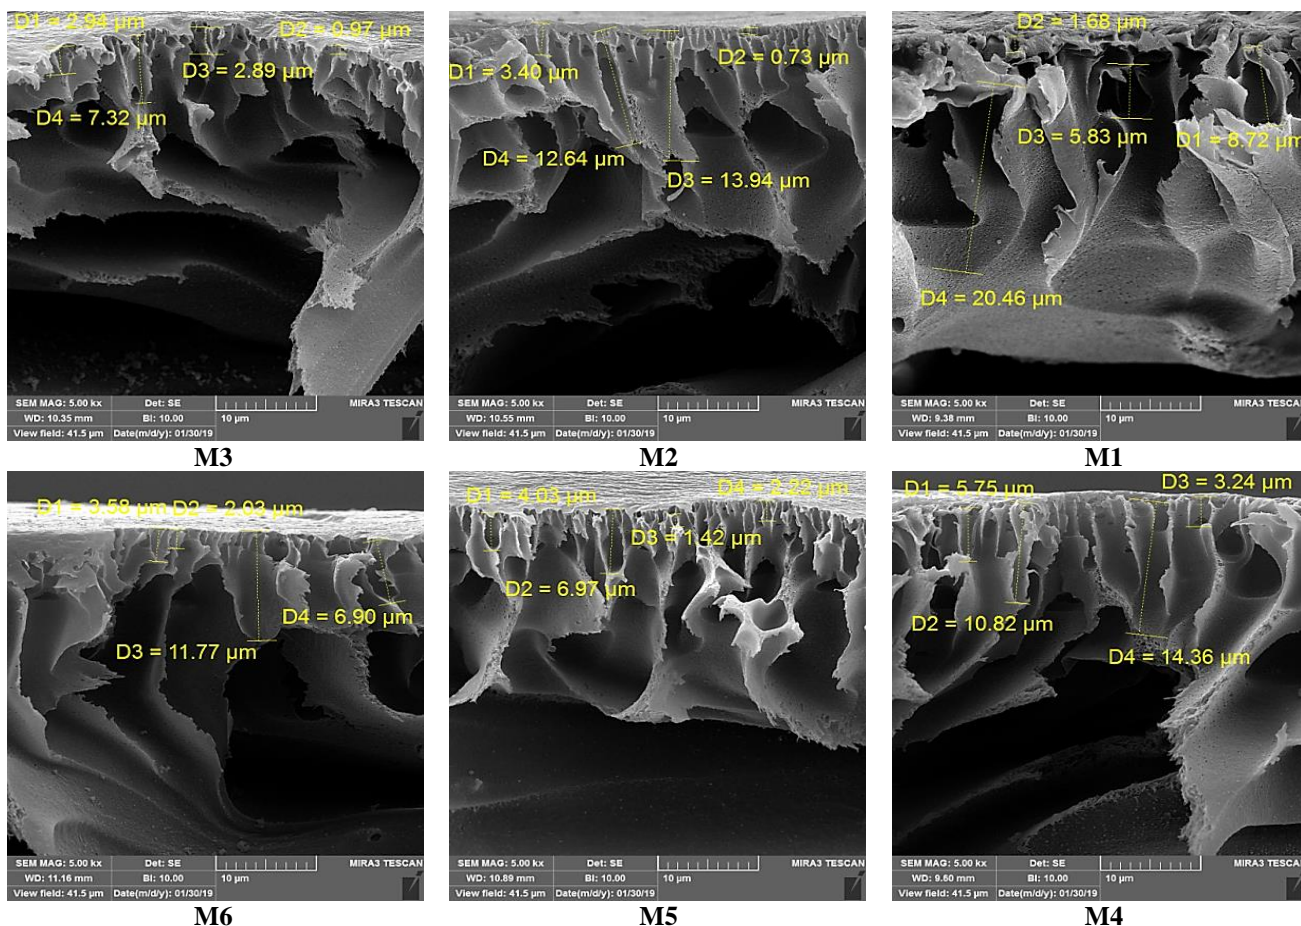 D1 = 2.94 µm
D2 = 0.97 µm
D3 = 2.89 µm
D4 = 7.32 µm
SEM MAG: 5.00 kx Det: SE
WD: 10.35 mm BI: 10.00 10 µm MIRA3 TESCAN
View field: 41.5 µm Date(m/d/y): 01/30/19
M3
D1 = 3.40 µm
D2 = 0.73 µm
D4 = 12.64 µm
D3 = 13.94 µm
SEM MAG: 5.00 kx Det: SE
WD: 10.55 mm BI: 10.00 10 µm MIRA3 TESCAN
View field: 41.5 µm Date(m/d/y): 01/30/19
M2
D2 = 1.68 µm
D3 = 5.83 µm
D1 = 8.72 µm
D4 = 20.46 µm
SEM MAG: 5.00 kx Det: SE
WD: 9.38 mm BI: 10.00 10 µm MIRA3 TESCAN
View field: 41.5 µm Date(m/d/y): 01/30/19
M1
D1 = 3.58 µm
D2 = 2.03 µm
D4 = 6.90 µm
D3 = 11.77 µm
SEM MAG: 5.00 kx Det: SE
WD: 11.16 mm BI: 10.00 10 µm MIRA3 TESCAN
View field: 41.5 µm Date(m/d/y): 01/30/19
M6
D1 = 4.03 µm
D4 = 2.22 µm
D3 = 1.42 µm
D2 = 6.97 µm
SEM MAG: 5.00 kx Det: SE
WD: 10.89 mm BI: 10.00 10 µm MIRA3 TESCAN
View field: 41.5 µm Date(m/d/y): 01/30/19
M5
D3 = 3.24 µm
D1 = 5.75 µm
D2 = 10.82 µm
D4 = 14.36 µm
SEM MAG: 5.00 kx Det: SE
WD: 9.60 mm BI: 10.00 10 µm MIRA3 TESCAN
View field: 41.5 µm Date(m/d/y): 01/30/19
M4